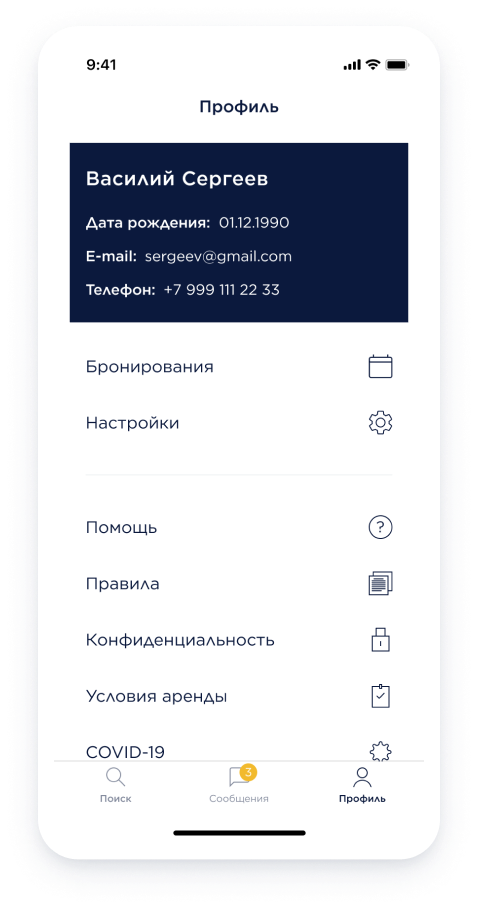 9:41
Профиль
Василий Сергеев
Дата рождения: 01.12.1990
E-mail: sergeev@gmail.com
Телефон: +7 999 111 22 33
Бронирования
Настройки
Помощь
?
Правила
Конфиденциальность
Условия аренды
COVID-19
3
Поиск Сообщения Профиль